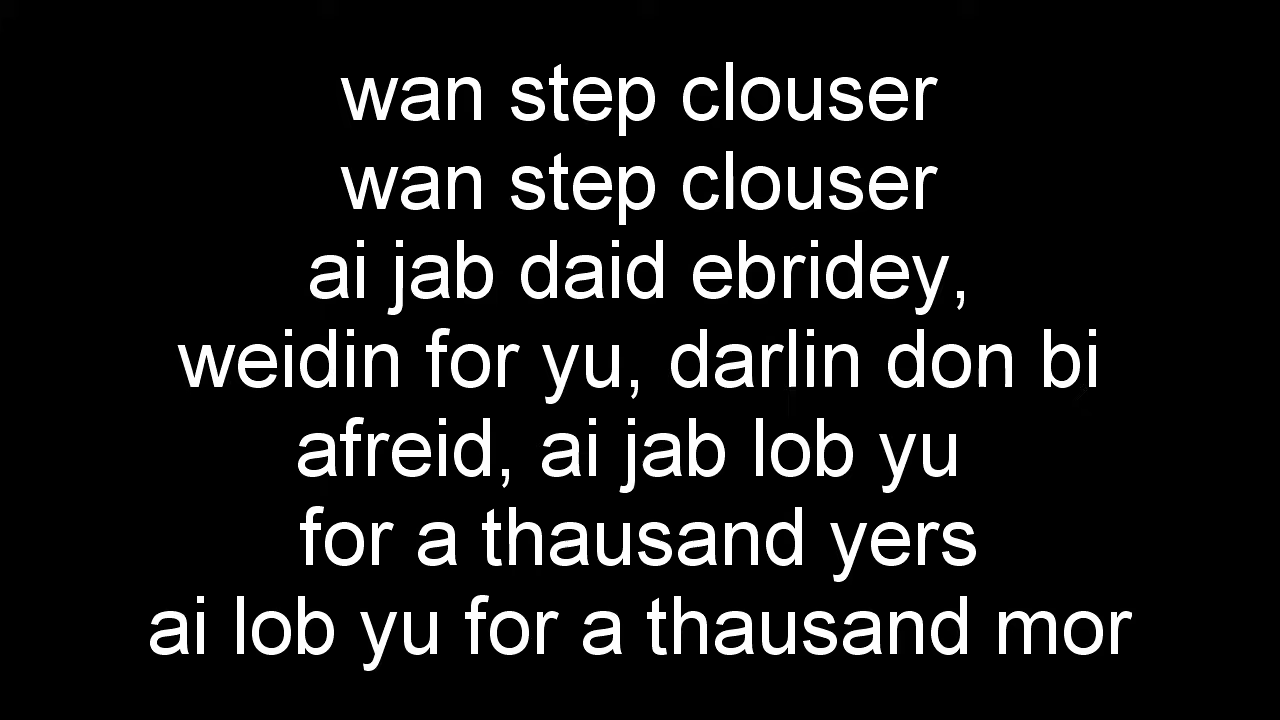 wan step clouser
wan step clouser
ai jab daid ebridey,
weidin for yu, darlin don bi
afreid, ai jab lob yu
for a thausand yers
ai lob yu for a thausand mor